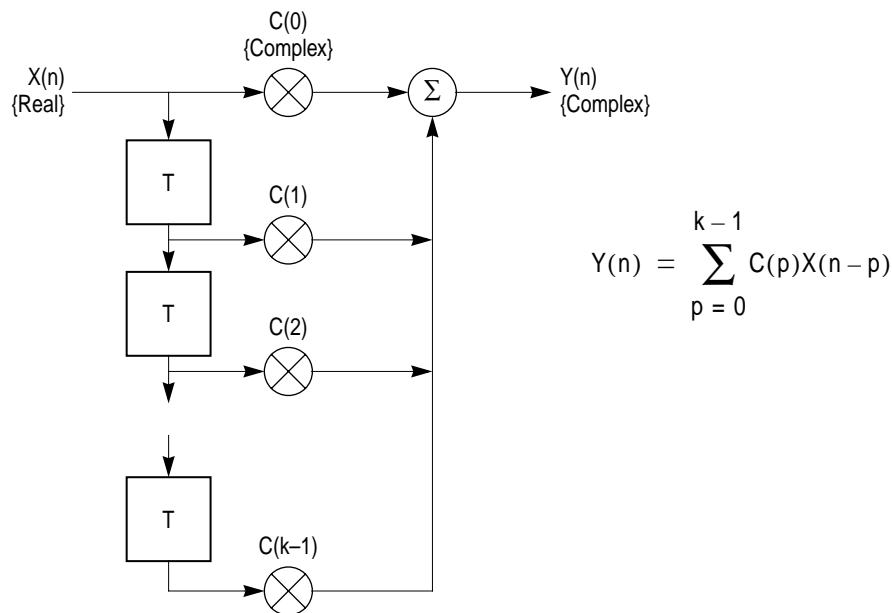 C(0)
{Complex}
X(n)
{Real}
Σ
Y(n)
{Complex}
T
C(1)
T
C(2)
T
C(k–1)
k – 1
Y(n) = ∑ C(p)X(n – p)
p = 0